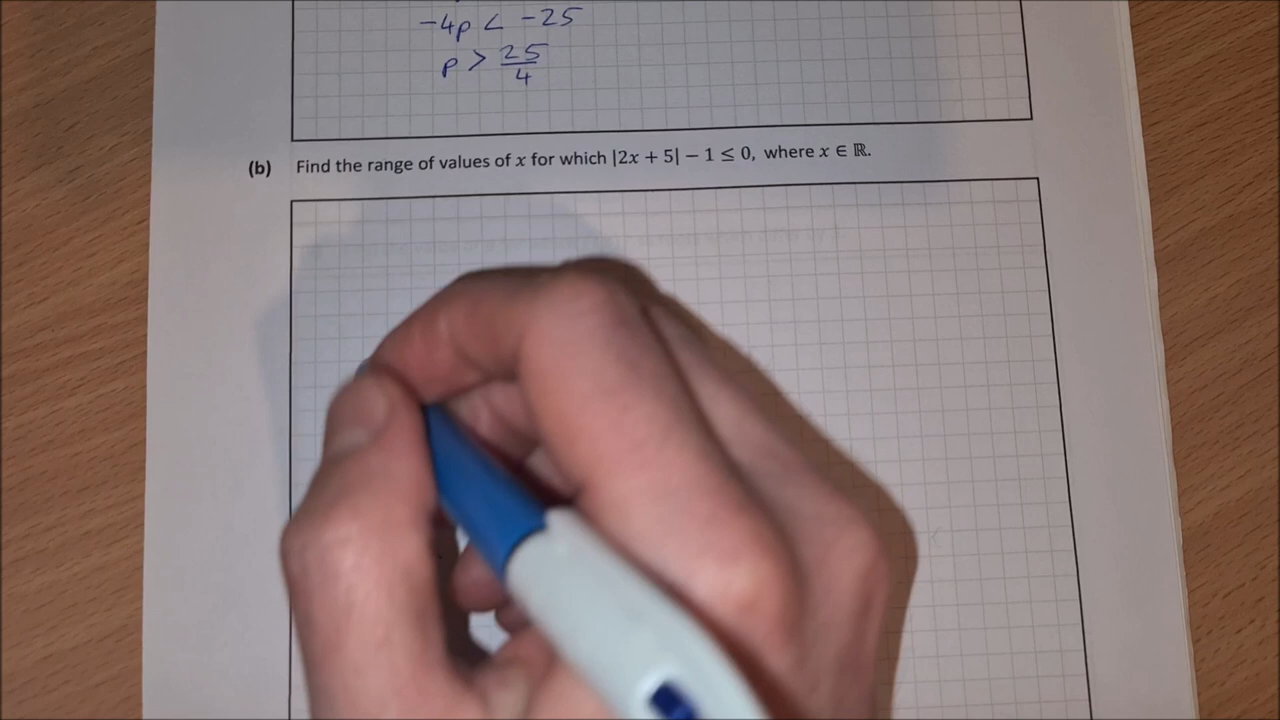 -4p < -25
p > 25/4
(b) Find the range of values of x for which |2x + 5| − 1 ≤ 0, where x ∈ ℝ.